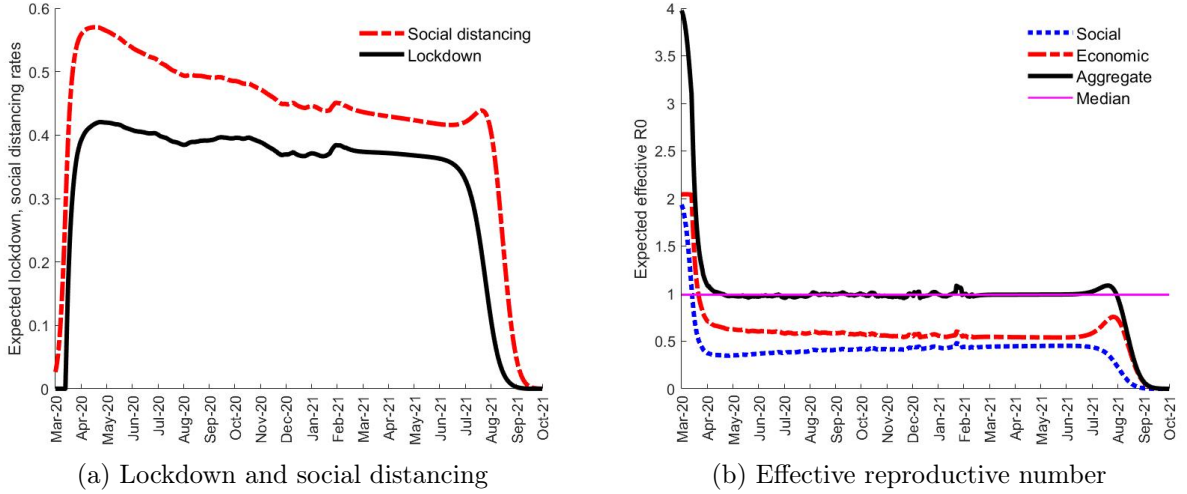 Expected lockdown, social distancing rates
0.6
0.5
0.4
0.3
0.2
0.1
0
Social distancing
Lockdown
Mar-20
Apr-20
May-20
Jun-20
Jul-20
Aug-20
Sep-20
Oct-20
Nov-20
Dec-20
Jan-21
Feb-21
Mar-21
Apr-21
May-21
Jun-21
Jul-21
Aug-21
Sep-21
Oct-21
(a) Lockdown and social distancing
Expected effective R0
4
3.5
3
2.5
2
1.5
1
0.5
0
Social
Economic
Aggregate
Median
Mar-20
Apr-20
May-20
Jun-20
Jul-20
Aug-20
Sep-20
Oct-20
Nov-20
Dec-20
Jan-21
Feb-21
Mar-21
Apr-21
May-21
Jun-21
Jul-21
Aug-21
Sep-21
Oct-21
(b) Effective reproductive number